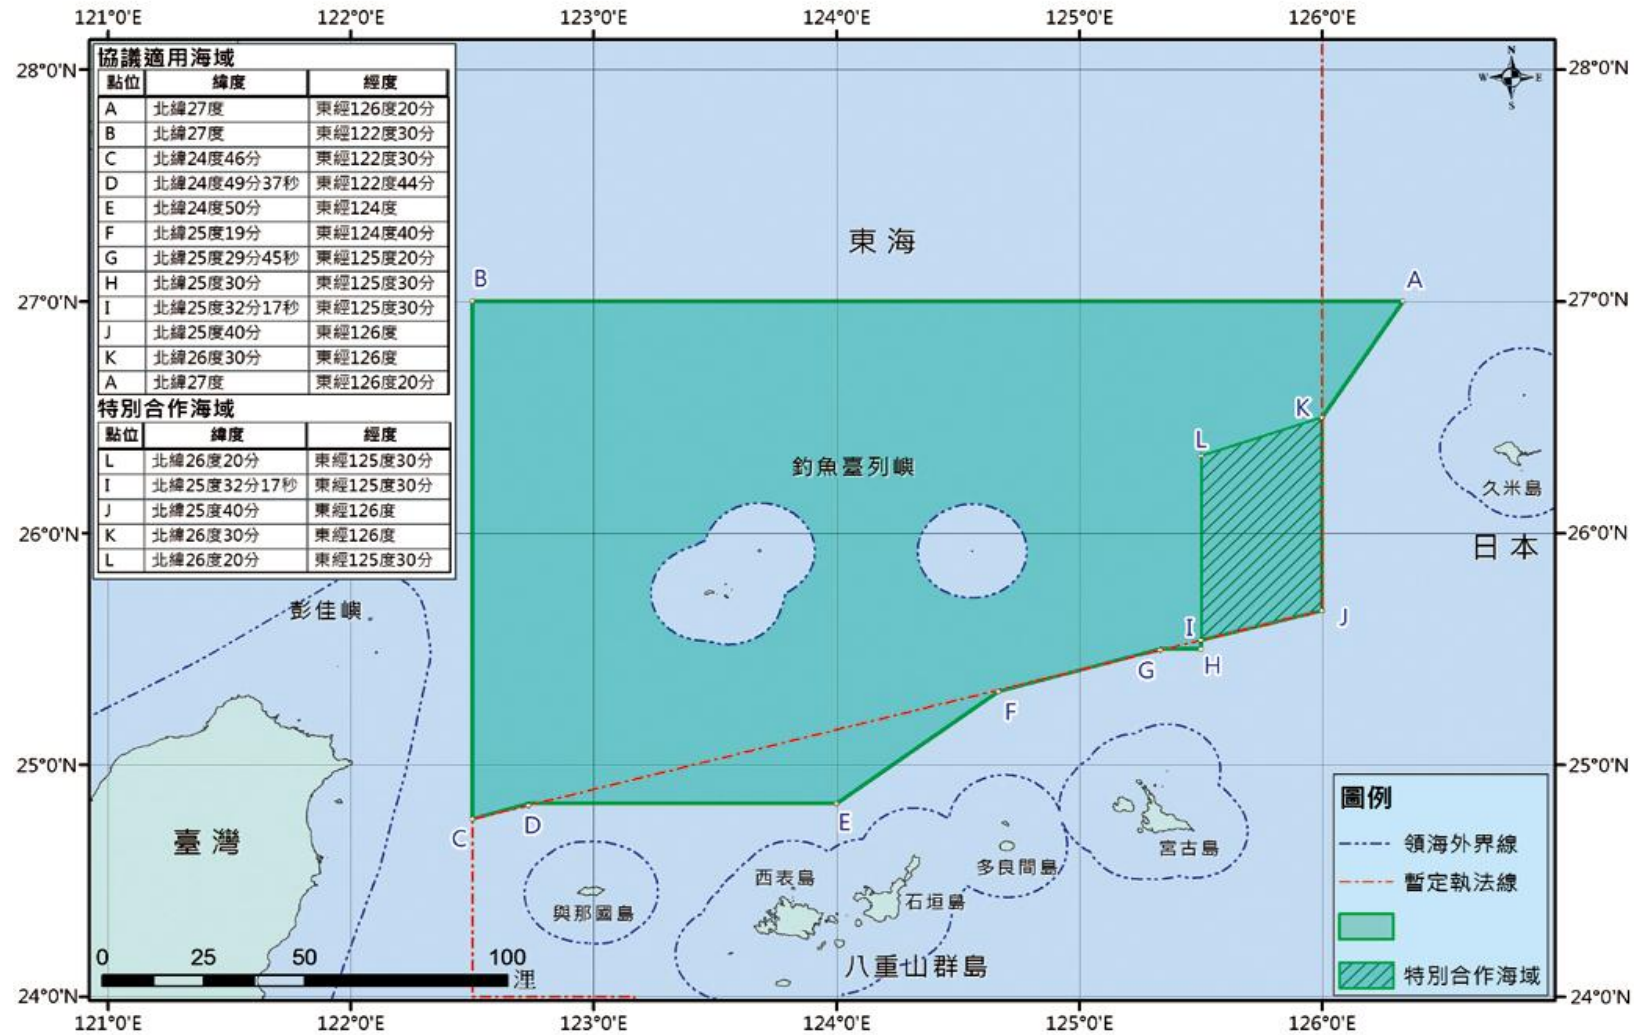 121°0'E 122°0'E 123°0'E 124°0'E 125°0'E 126°0'E
協議適用海域
點位 緯度 經度
A 北緯27度 東經126度20分
B 北緯27度 東經122度30分
C 北緯24度46分 東經122度30分
D 北緯24度49分37秒 東經122度44分
E 北緯24度50分 東經124度
F 北緯25度19分 東經124度40分
G 北緯25度29分45秒 東經125度20分
H 北緯25度30分 東經125度30分
I 北緯25度32分17秒 東經125度30分
J 北緯25度40分 東經126度
K 北緯26度30分 東經126度
A 北緯27度 東經126度20分
特別合作海域
點位 緯度 經度
L 北緯26度20分 東經125度30分
I 北緯25度32分17秒 東經125度30分
J 北緯25度40分 東經126度
K 北緯26度30分 東經126度
L 北緯26度20分 東經125度30分
28°0'N 28°0'N
N
W E
S
東海
B A
27°0'N 27°0'N
K
L
釣魚臺列嶼
久米島
26°0'N 26°0'N
日本
彭佳嶼
I J
G H
F
25°0'N 25°0'N
C D E
臺灣
宮古島
多良間島
西表島
石垣島
與那國島
八重山群島
圖例
領海外界線
暫定執法線
特別合作海域
0 25 50 100
浬
24°0'N 24°0'N
121°0'E 122°0'E 123°0'E 124°0'E 125°0'E 126°0'E